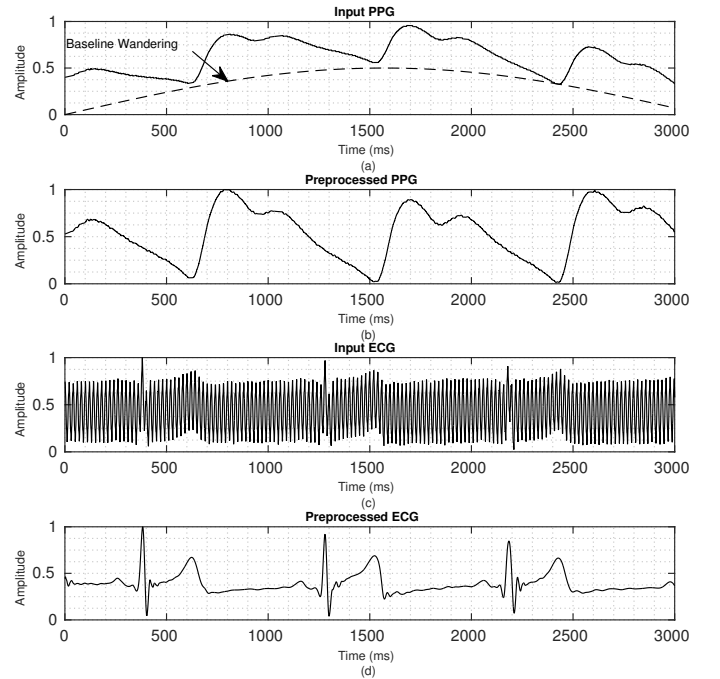 Input PPG
1
0.5
0
Amplitude
Baseline Wandering
0 500 1000 1500 2000 2500 3000
Time (ms)
(a)
Preprocessed PPG
1
0.5
0
Amplitude
0 500 1000 1500 2000 2500 3000
Time (ms)
(b)
Input ECG
1
0.5
0
Amplitude
0 500 1000 1500 2000 2500 3000
Time (ms)
(c)
Preprocessed ECG
1
0.5
0
Amplitude
0 500 1000 1500 2000 2500 3000
Time (ms)
(d)